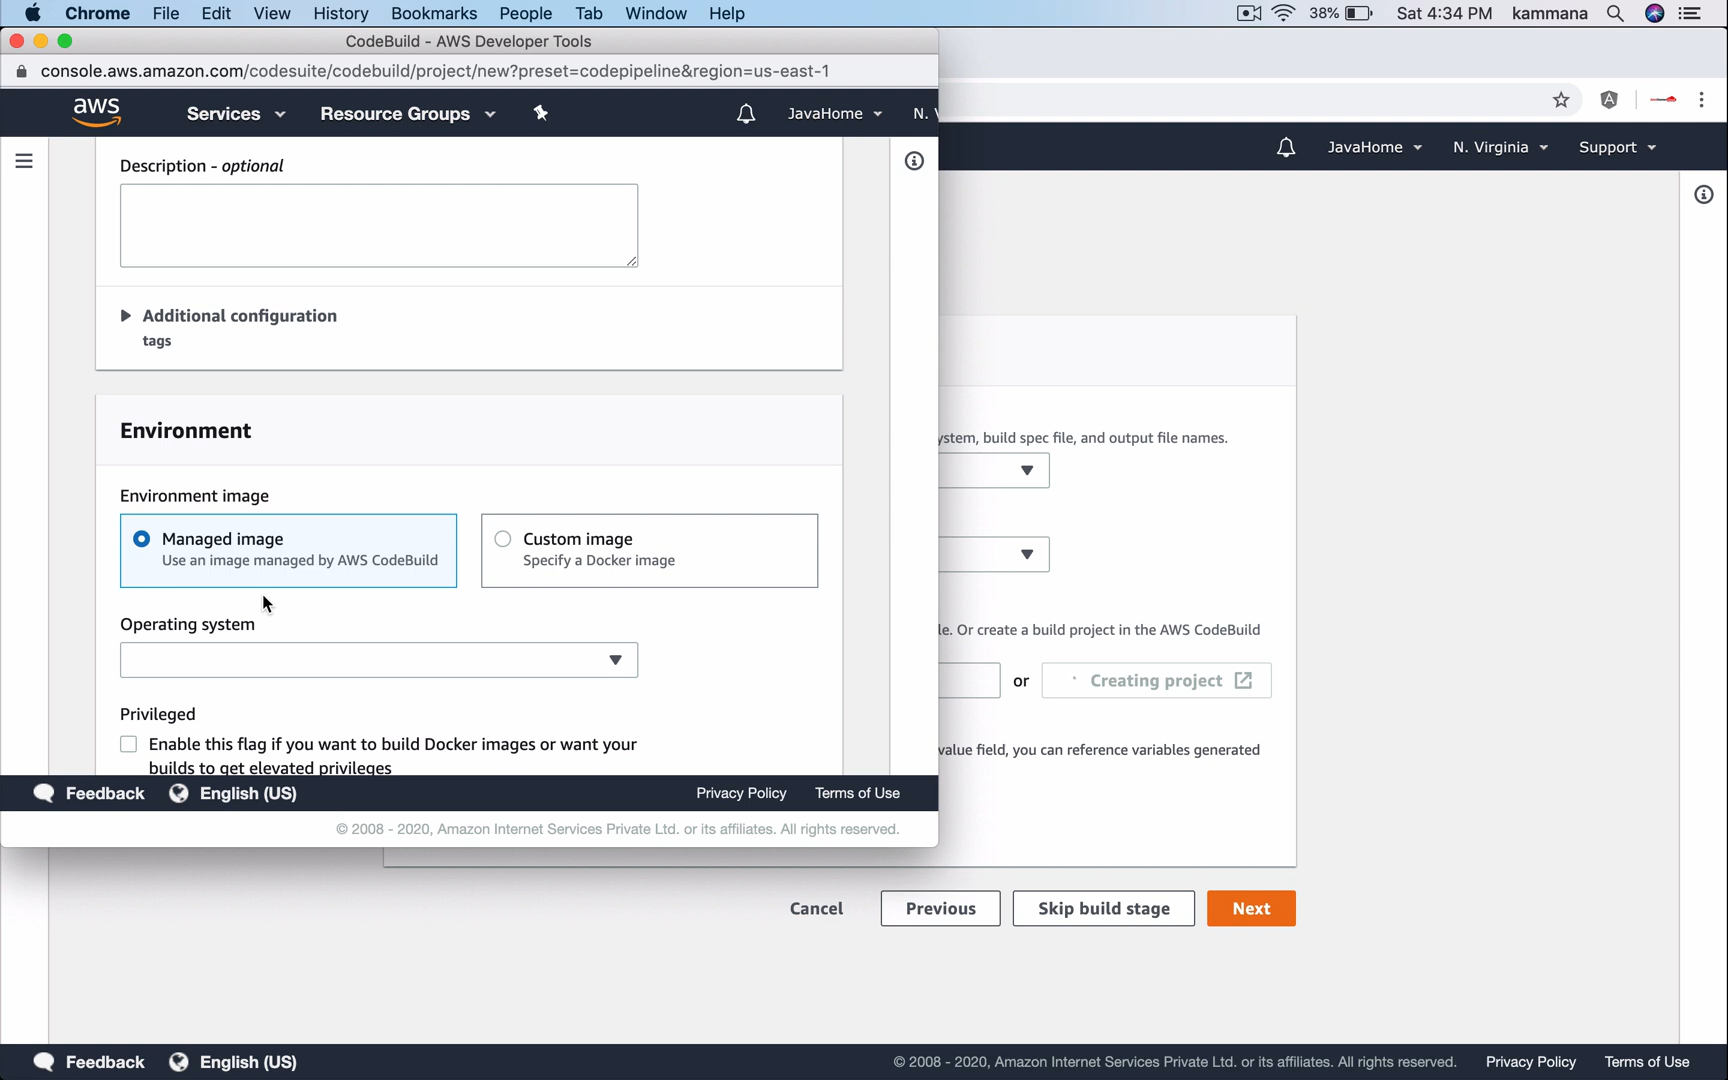 Chrome File Edit View History Bookmarks People Tab Window Help 38% Sat 4:34 PM kammana
CodeBuild - AWS Developer Tools
console.aws.amazon.com/codesuite/codebuild/project/new?preset=codepipeline&region=us-east-1
aws Services Resource Groups JavaHome N.
JavaHome N. Virginia Support
Description - optional
Additional configuration
tags
Environment
Environment image
Managed image
Use an image managed by AWS CodeBuild
Custom image
Specify a Docker image
Operating system
Privileged
Enable this flag if you want to build Docker images or want your
builds to get elevated privileges
Feedback English (US) Privacy Policy Terms of Use
© 2008 - 2020, Amazon Internet Services Private Ltd. or its affiliates. All rights reserved.
ystem, build spec file, and output file names.
le. Or create a build project in the AWS CodeBuild
or Creating project
value field, you can reference variables generated
Cancel Previous Skip build stage Next
Feedback English (US) © 2008 - 2020, Amazon Internet Services Private Ltd. or its affiliates. All rights reserved. Privacy Policy Terms of Use